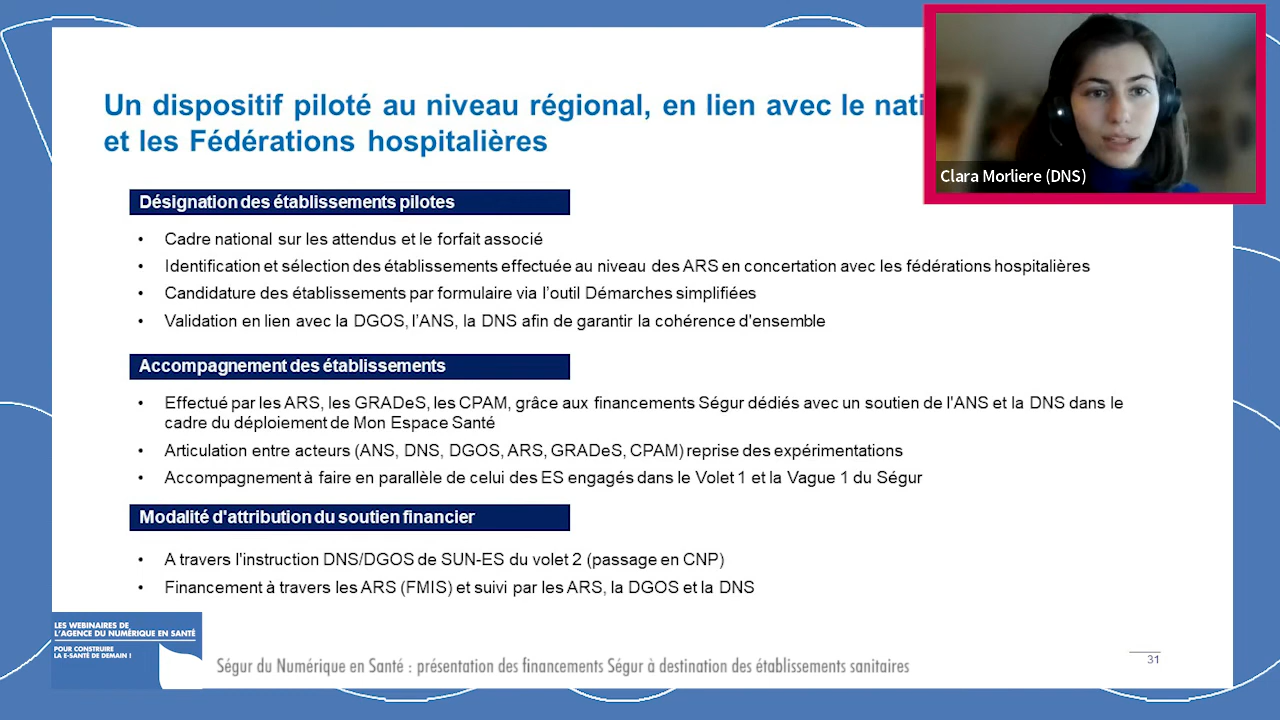 Un dispositif piloté au niveau régional, en lien avec le
et les Fédérations hospitalières
Clara Morliere (DNS)
Désignation des établissements pilotes
• Cadre national sur les attendus et le forfait associé
• Identification et sélection des établissements effectuée au niveau des ARS en concertation avec les fédérations hospitalières
• Candidature des établissements par formulaire via l'outil Démarches simplifiées
• Validation en lien avec la DGOS, l'ANS, la DNS afin de garantir la cohérence d'ensemble
Accompagnement des établissements
• Effectué par les ARS, les GRADeS, les CPAM, grâce aux financements Ségur dédiés avec un soutien de l'ANS et la DNS dans le
cadre du déploiement de Mon Espace Santé
• Articulation entre acteurs (ANS, DNS, DGOS, ARS, GRADeS, CPAM) reprise des expérimentations
• Accompagnement à faire en parallèle de celui des ES engagés dans le Volet 1 et la Vague 1 du Ségur
Modalité d'attribution du soutien financier
• A travers l'instruction DNS/DGOS de SUN-ES du volet 2 (passage en CNP)
• Financement à travers les ARS (FMIS) et suivi par les ARS, la DGOS et la DNS
LES WEBINAIRES DE
L'AGENCE DU NUMÉRIQUE EN SANTÉ
POUR CONSTRUIRE
LA E-SANTÉ DE DEMAIN !
Ségur du Numérique en Santé : présentation des financements Ségur à destination des établissements sanitaires
31